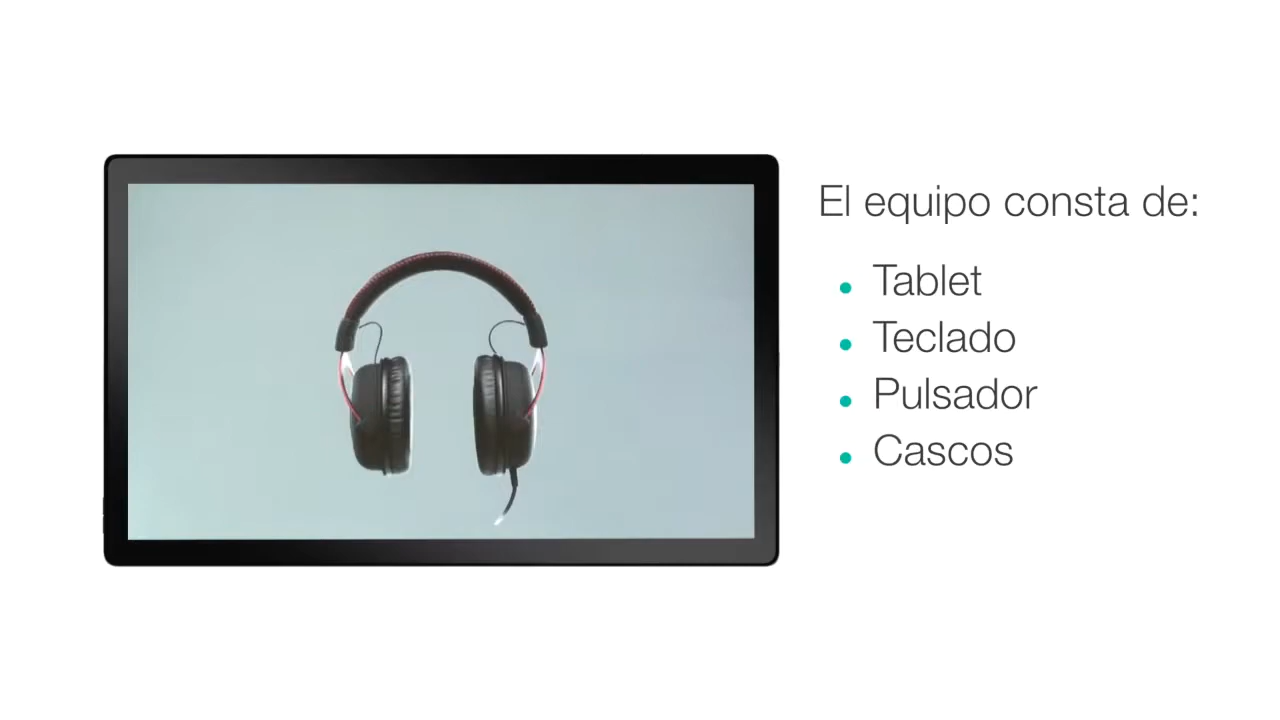 El equipo consta de:
• Tablet
• Teclado
• Pulsador
• Cascos